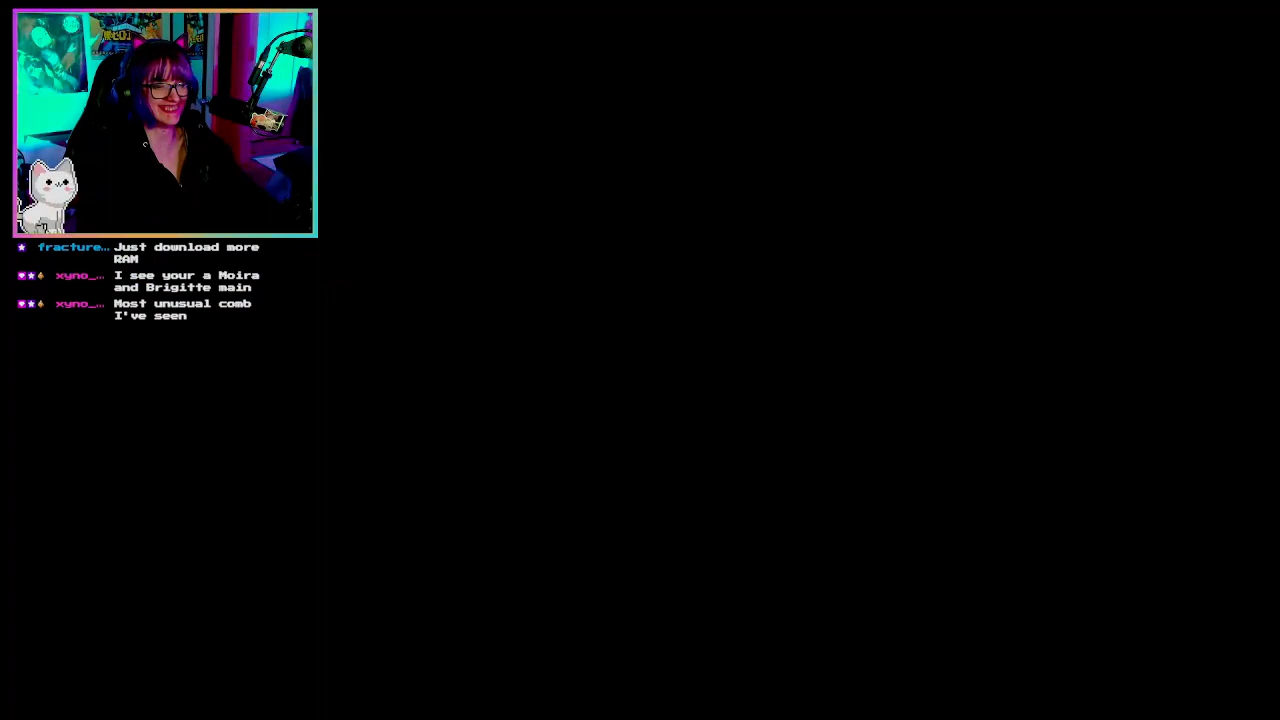 fracture... Just download more
RAM
xyno_... I see your a Moira
and Brigitte main
xyno_... Most unusual comb
I've seen